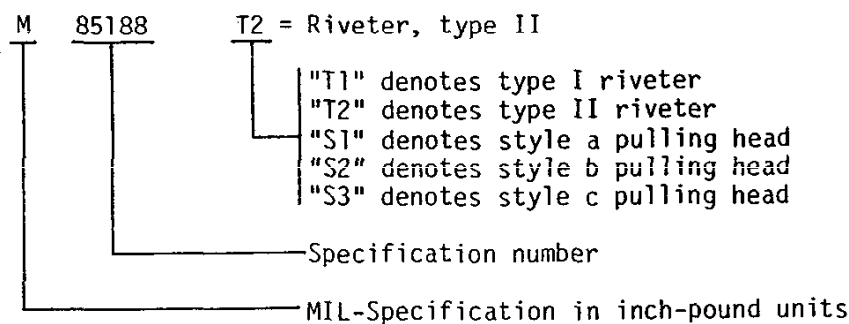 M 85188 T2 = Riveter, type II
"T1" denotes type I riveter
"T2" denotes type II riveter
"S1" denotes style a pulling head
"S2" denotes style b pulling head
"S3" denotes style c pulling head
Specification number
MIL-Specification in inch-pound units